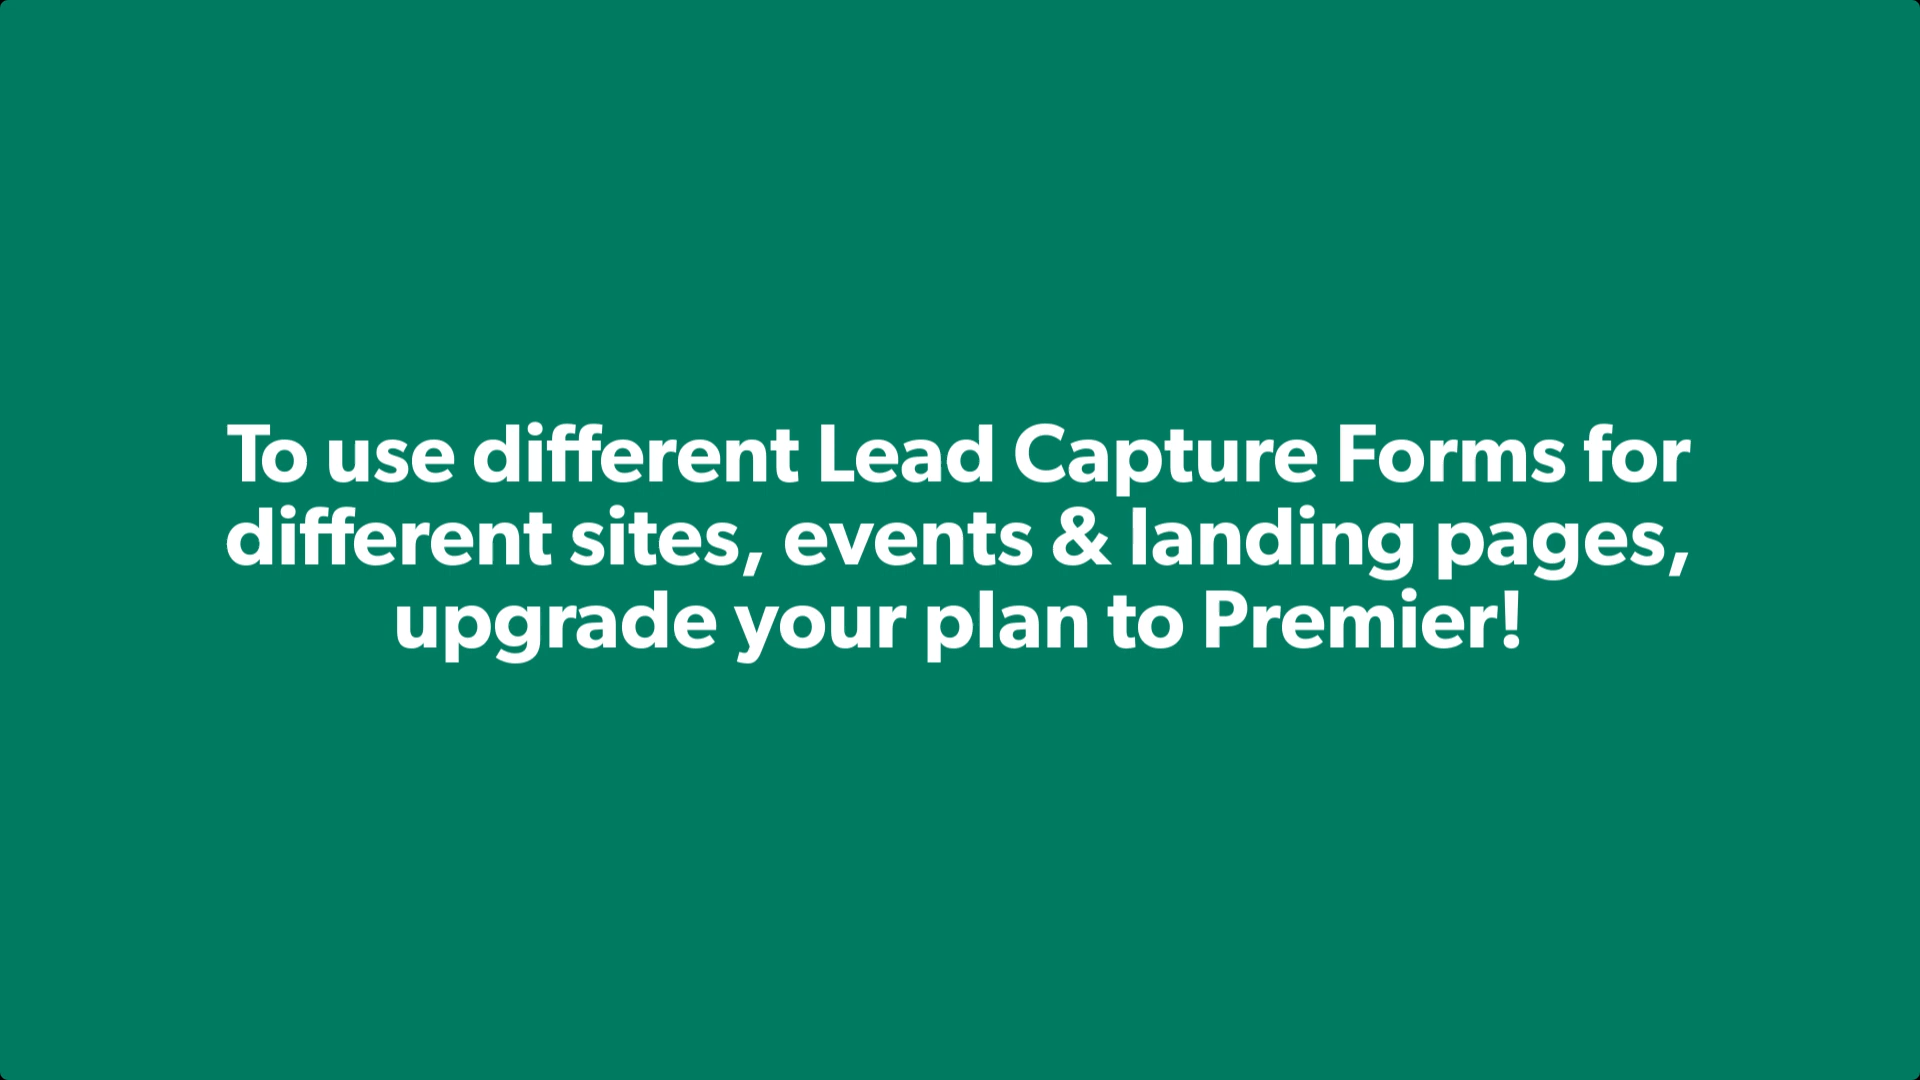 To use different Lead Capture Forms for
different sites, events & landing pages,
upgrade your plan to Premier!